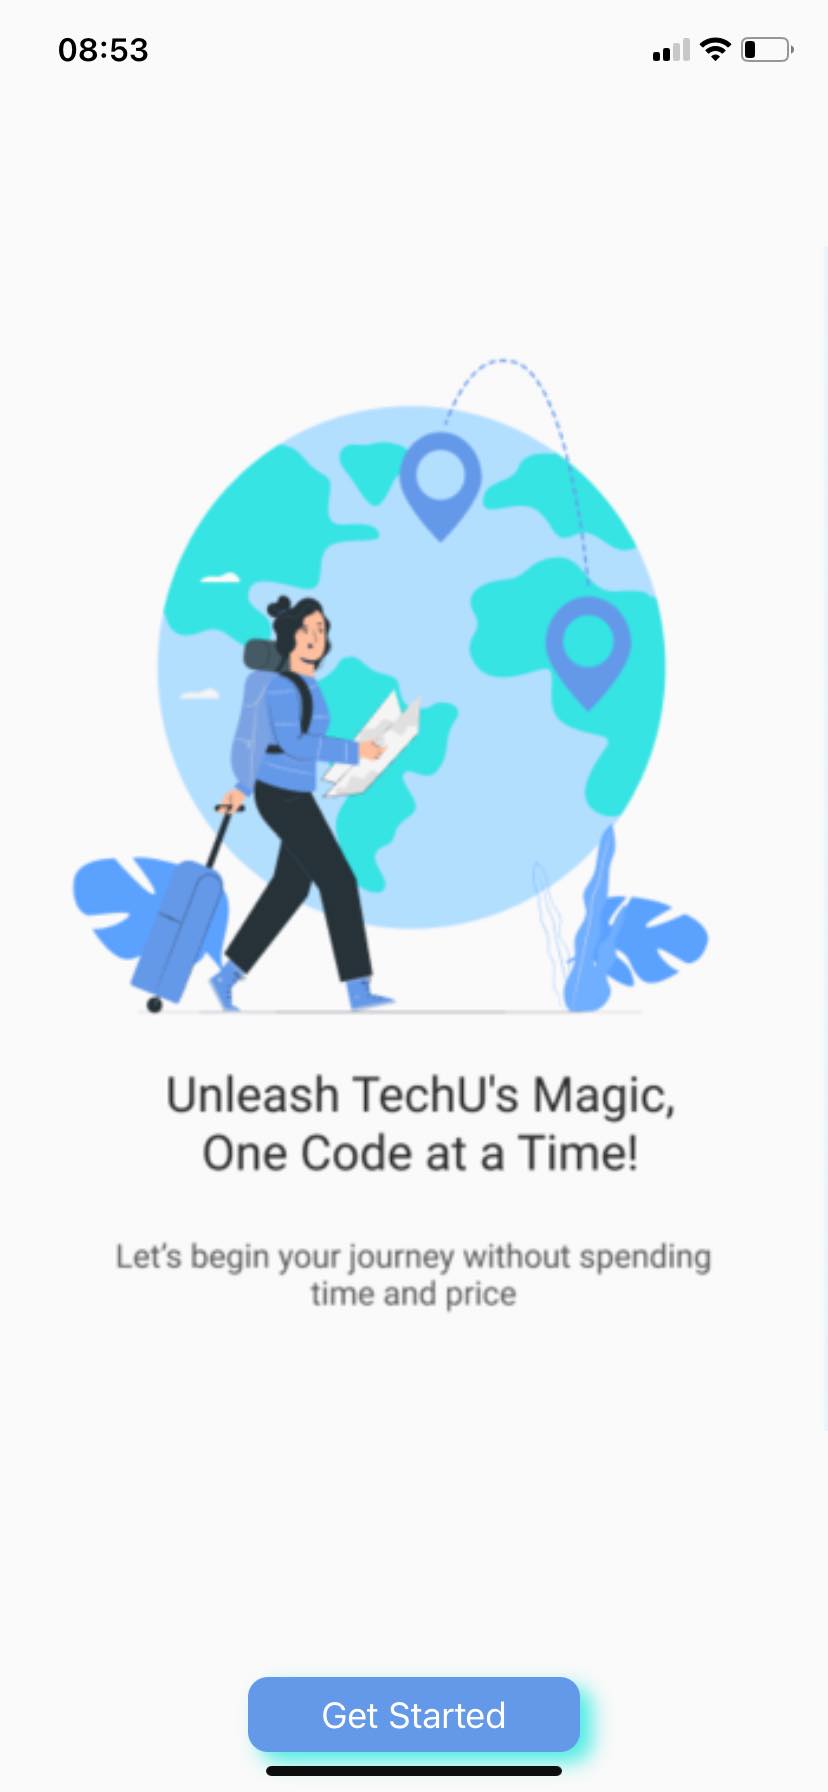 08:53
Unleash TechU's Magic,
One Code at a Time!
Let’s begin your journey without spending
time and price
Get Started